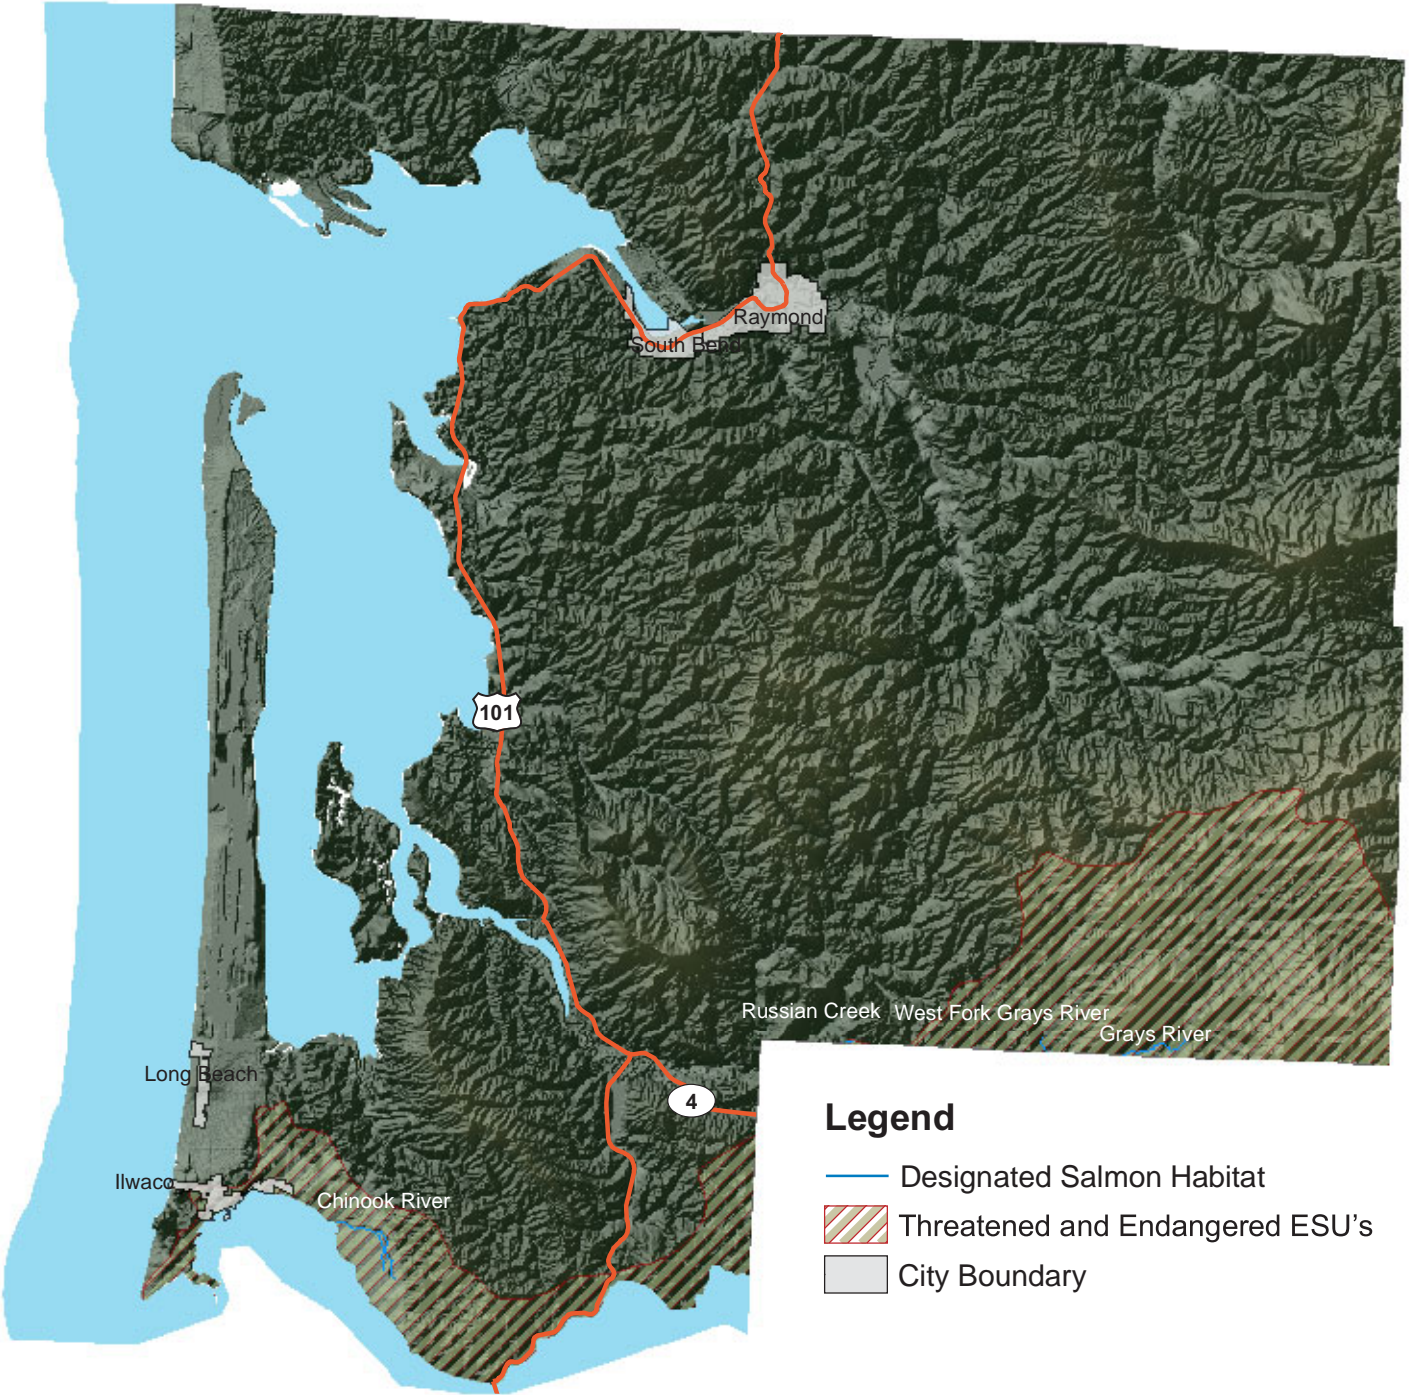 Raymond
South Bend
101
Russian Creek
West Fork Grays River
Grays River
Long Beach
4
Legend
Designated Salmon Habitat
Ilwaco
Chinook River
Threatened and Endangered ESU's
City Boundary